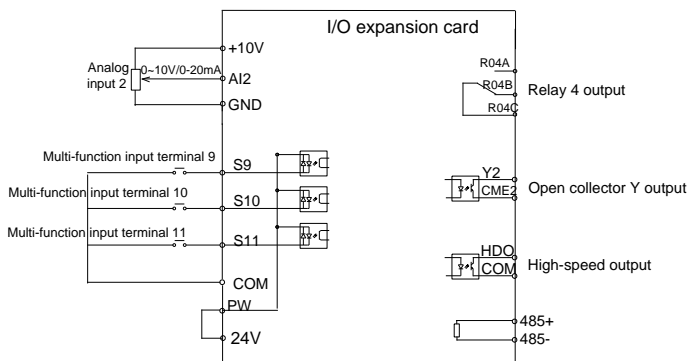 I/O expansion card
+10V
Analog
input 2
0~10V/0-20mA
AI2
GND
Multi-function input terminal 9
S9
Multi-function input terminal 10
S10
Multi-function input terminal 11
S11
COM
PW
24V
R04A
R04B
R04C
Relay 4 output
Y2
CME2
Open collector Y output
HDO
COM
High-speed output
485+
485-